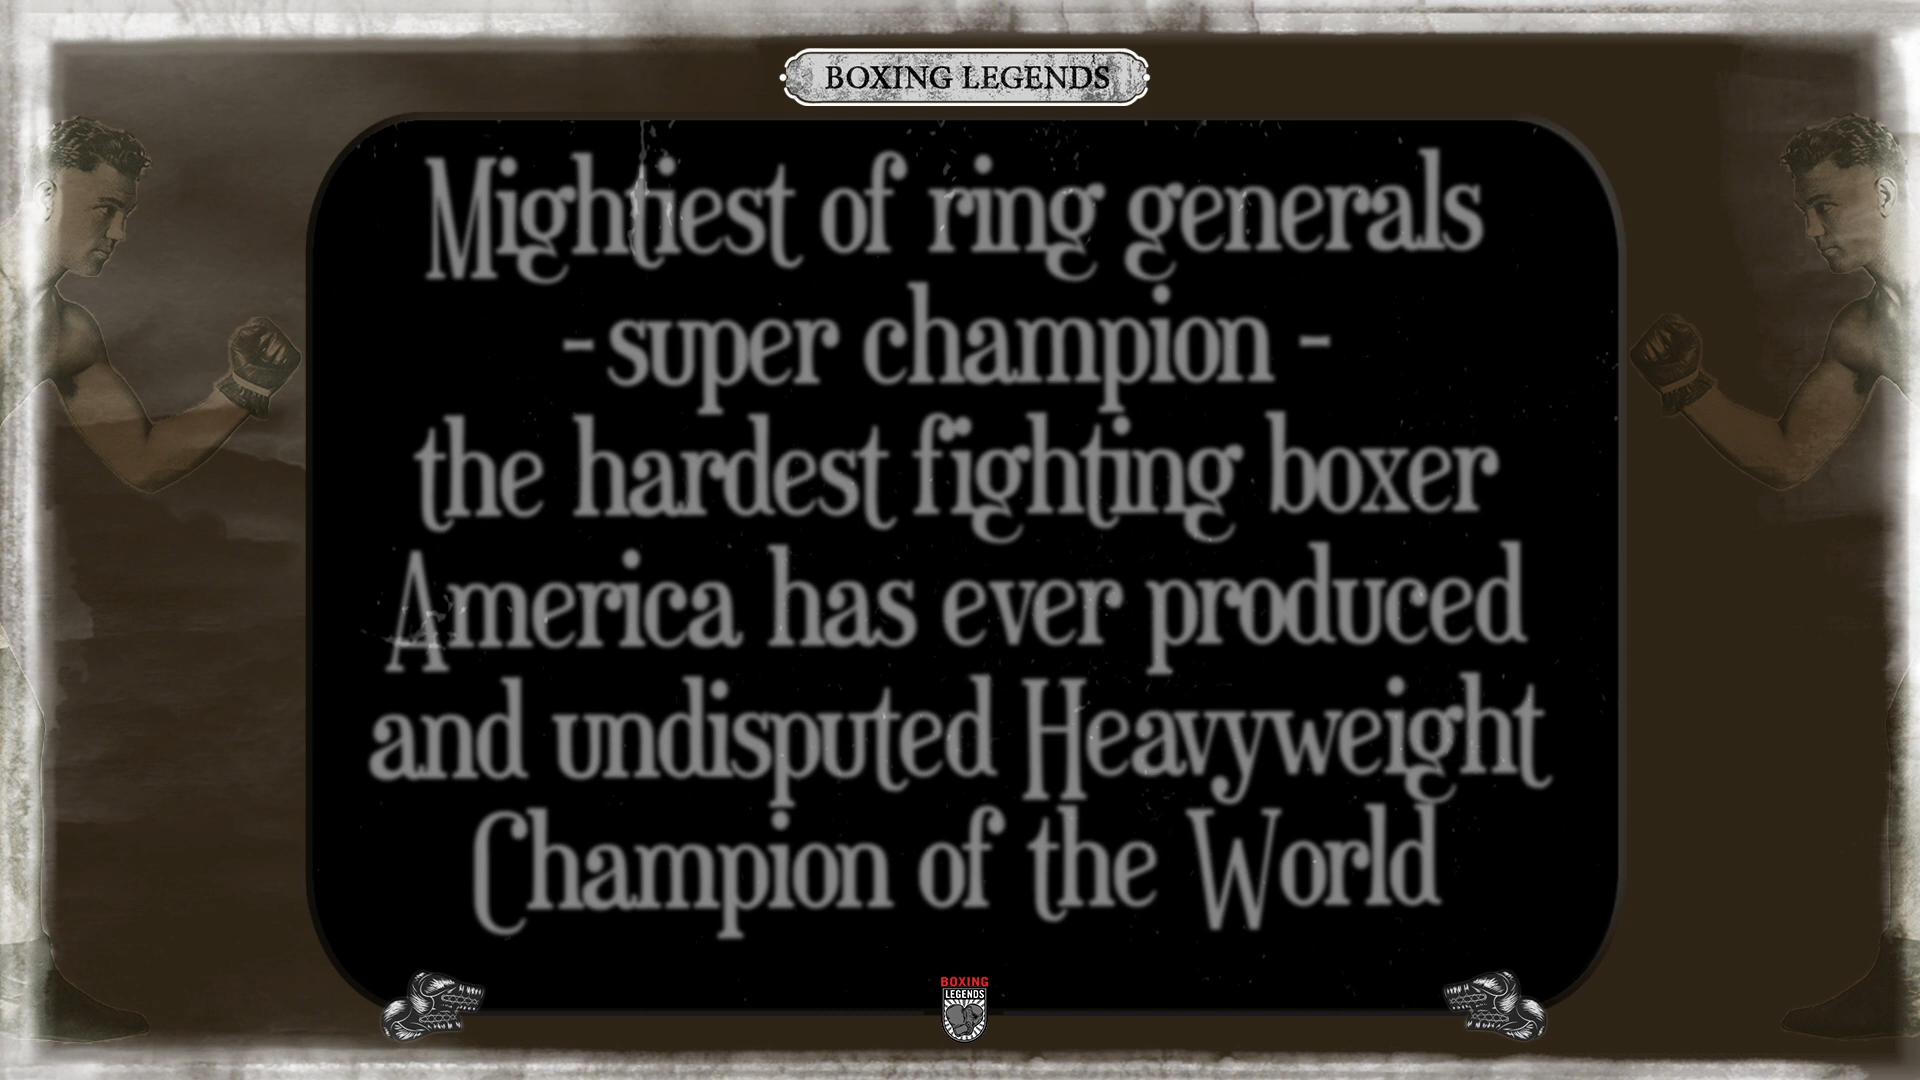 BOXING LEGENDS
Mightiest of ring generals
- super champion -
the hardest fighting boxer
America has ever produced
and undisputed Heavyweight
Champion of the World
BOXING
LEGENDS